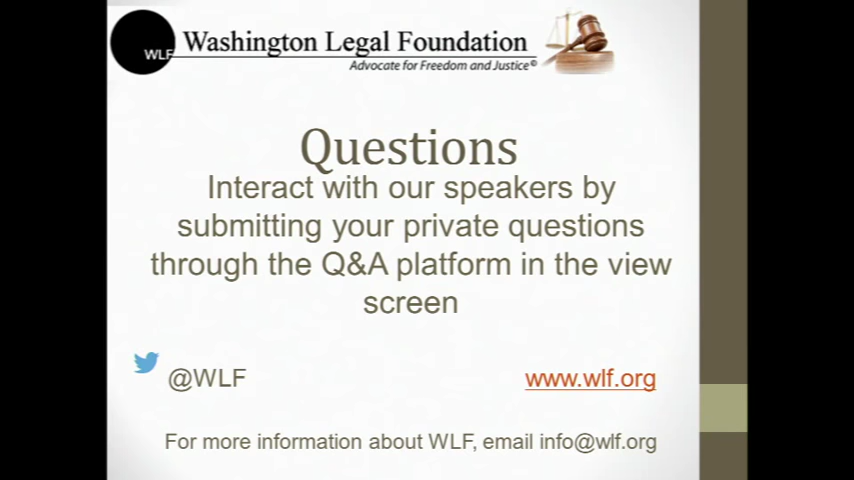 WLF
Washington Legal Foundation
Advocate for Freedom and Justice©
Questions
Interact with our speakers by
submitting your private questions
through the Q&A platform in the view
screen
@WLF
www.wlf.org
For more information about WLF, email info@wlf.org